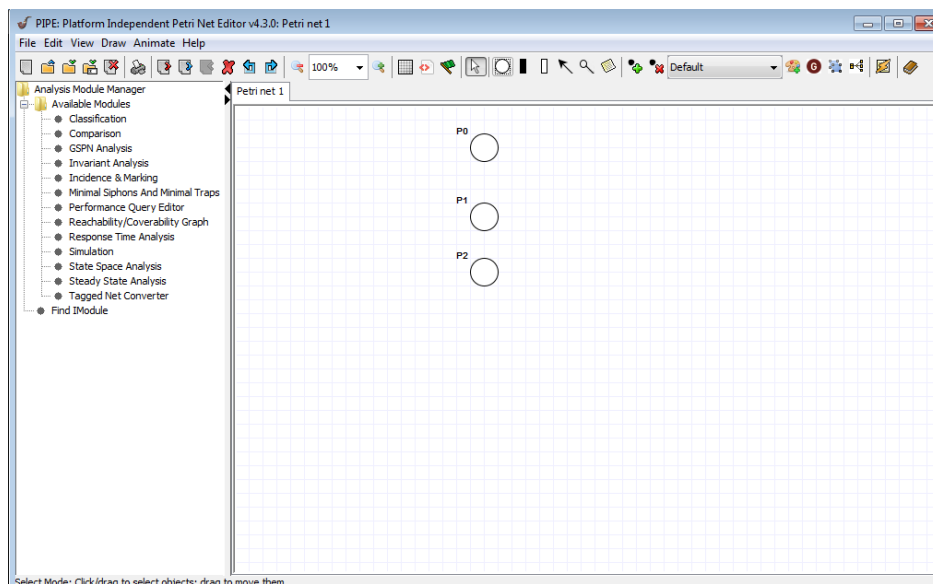 PIPE: Platform Independent Petri Net Editor v4.3.0: Petri net 1
File Edit View Draw Animate Help
100%
Default
G
Analysis Module Manager
Available Modules
Classification
Comparison
GSPN Analysis
Invariant Analysis
Incidence & Marking
Minimal Siphons And Minimal Traps
Performance Query Editor
Reachability/Coverability Graph
Response Time Analysis
Simulation
State Space Analysis
Steady State Analysis
Tagged Net Converter
Find IModule
Petri net 1
P0
P1
P2
Select Mode: Click/drag to select objects; drag to move them